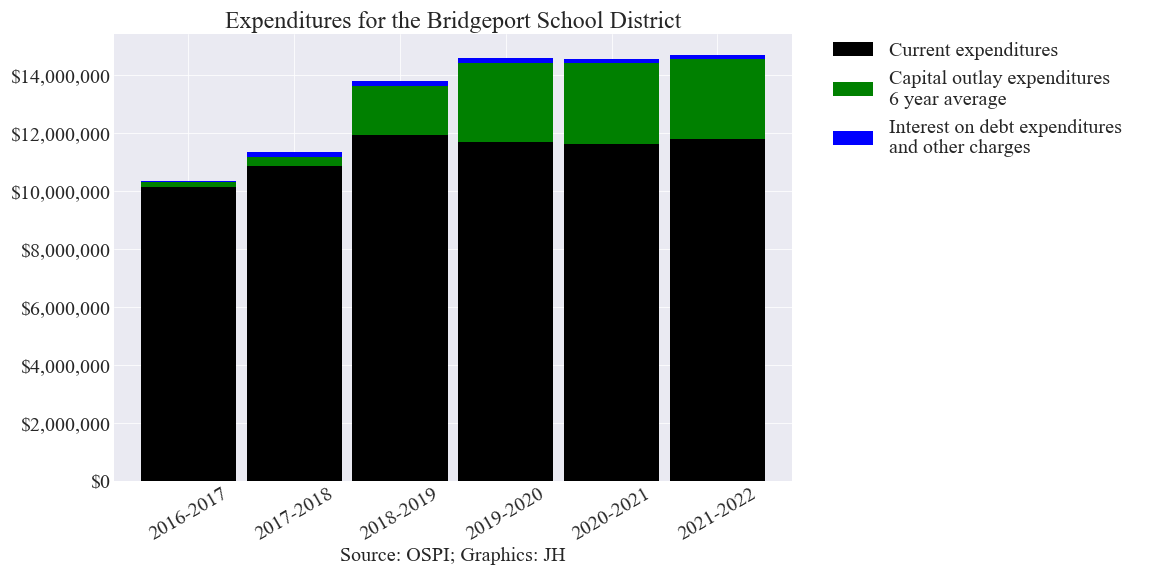 Expenditures for the Bridgeport School District
Current expenditures
Capital outlay expenditures
6 year average
Interest on debt expenditures
and other charges
$14,000,000
$12,000,000
$10,000,000
$8,000,000
$6,000,000
$4,000,000
$2,000,000
$0
2016-2017
2017-2018
2018-2019
2019-2020
2020-2021
2021-2022
Source: OSPI; Graphics: JH